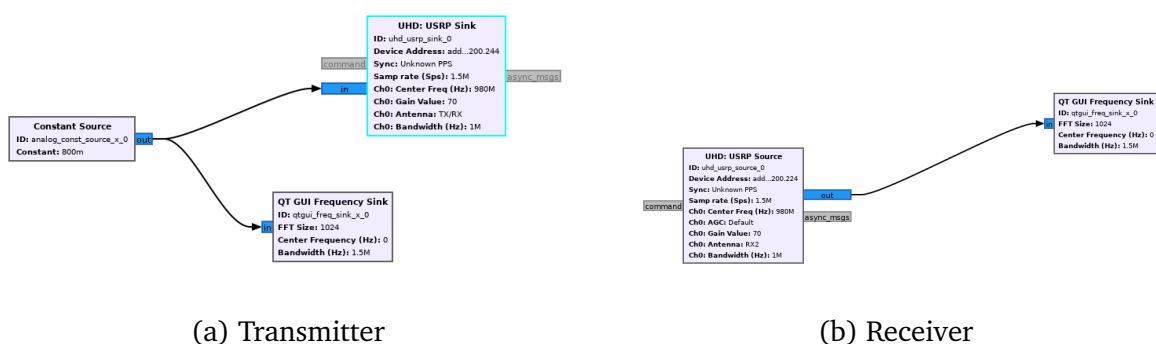 UHD: USRP Sink
ID: uhd_usrp_sink_0
Device Address: add...200.244
Sync: Unknown PPS
Samp rate (Sps): 1.5M
Ch0: Center Freq (Hz): 980M
Ch0: Gain Value: 70
Ch0: Antenna: TX/RX
Ch0: Bandwidth (Hz): 1M
command
in
async_msgs
Constant Source
ID: analog_const_source_x_0
Constant: 800m
out
QT GUI Frequency Sink
ID: qtgui_freq_sink_x_0
FFT Size: 1024
Center Frequency (Hz): 0
Bandwidth (Hz): 1.5M
in
(a) Transmitter
UHD: USRP Source
ID: uhd_usrp_source_0
Device Address: add...200.224
Sync: Unknown PPS
Samp rate (Sps): 1.5M
Ch0: Center Freq (Hz): 980M
Ch0: AGC: Default
Ch0: Gain Value: 70
Ch0: Antenna: RX2
Ch0: Bandwidth (Hz): 1M
command
out
async_msgs
QT GUI Frequency Sink
ID: qtgui_freq_sink_x_0
FFT Size: 1024
Center Frequency (Hz): 0
Bandwidth (Hz): 1.5M
in
(b) Receiver